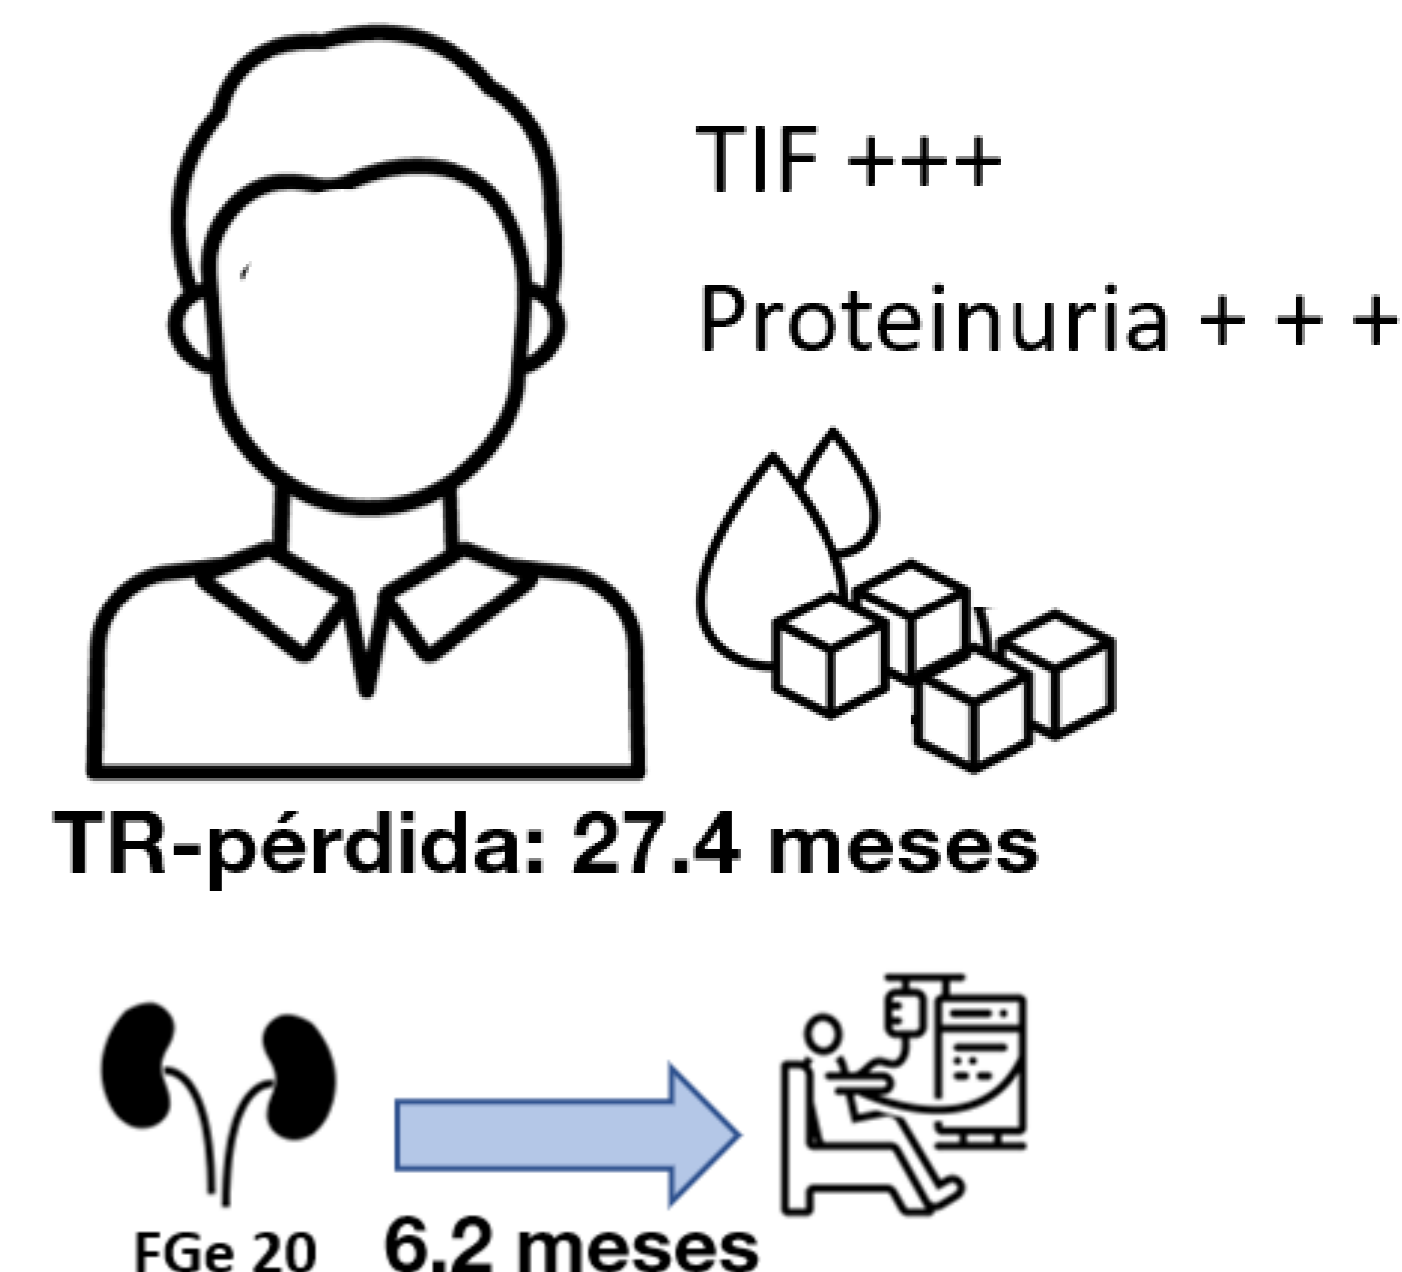 TIF +++
Proteinuria + + +
TR-pérdida: 27.4 meses
FGe 20
6.2 meses